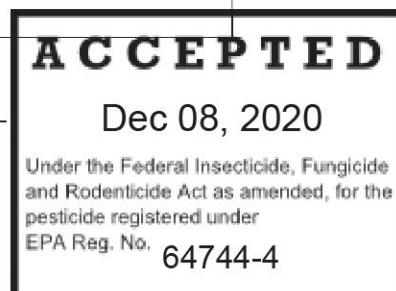 ACCEPTED
Dec 08, 2020
Under the Federal Insecticide, Fungicide
and Rodenticide Act as amended, for the
pesticide registered under
EPA Reg. No. 64744-4